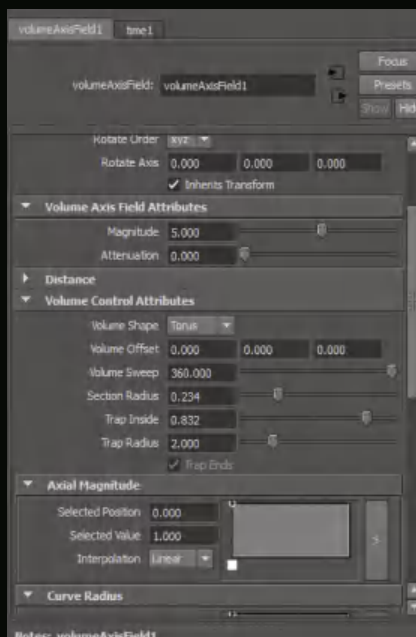 volumeAxisField1 time1
Focus
volumeAxisField: volumeAxisField1
Presets
Show Hide
Rotate Order xyz
Rotate Axis 0.000 0.000 0.000
Inherits Transform
Volume Axis Field Attributes
Magnitude 5.000
Attenuation 0.000
Distance
Volume Control Attributes
Volume Shape Torus
Volume Offset 0.000 0.000 0.000
Volume Sweep 360.000
Section Radius 0.234
Trap Inside 0.832
Trap Radius 2.000
Trap Ends
Axial Magnitude
Selected Position 0.000
Selected Value 1.000
Interpolation Linear
Curve Radius
Notes: volumeAxisField1